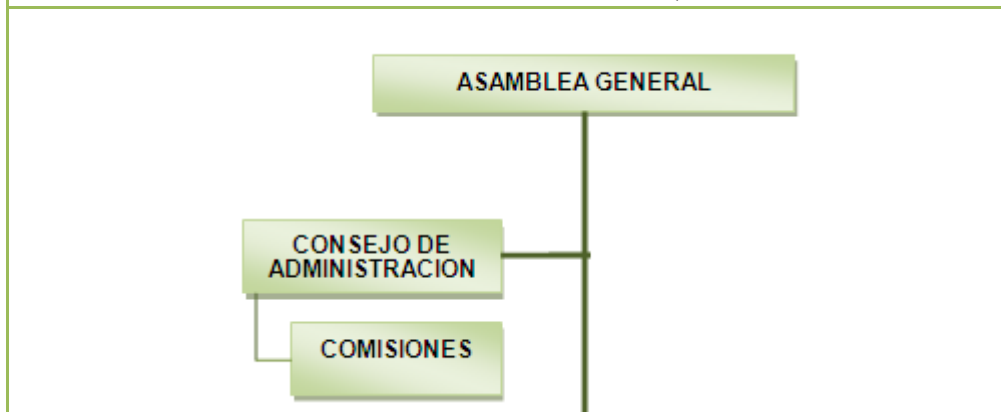 ASAMBLEA GENERAL
CONSEJO DE
ADMINISTRACION
COMISIONES